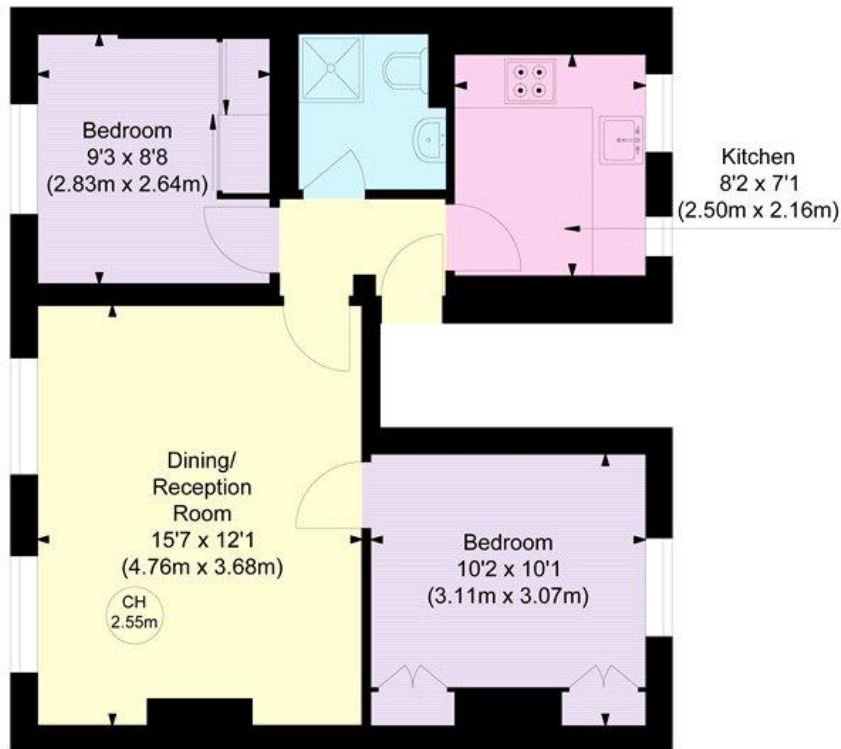 Bedroom
9'3 x 8'8
(2.83m x 2.64m)
Kitchen
8'2 x 7'1
(2.50m x 2.16m)
Dining/
Reception
Room
15'7 x 12'1
(4.76m x 3.68m)
CH
2.55m
Bedroom
10'2 x 10'1
(3.11m x 3.07m)